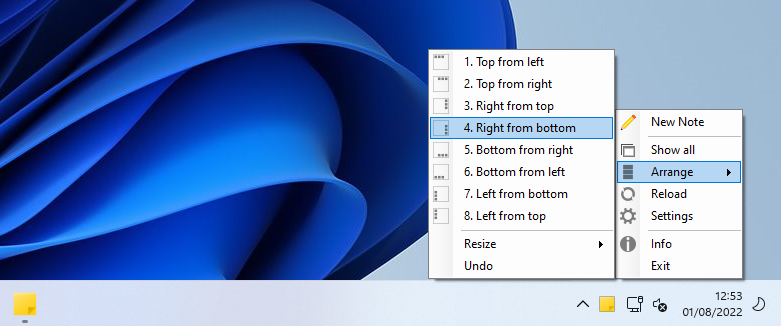 1. Top from left
2. Top from right
3. Right from top
4. Right from bottom
5. Bottom from right
6. Bottom from left
7. Left from bottom
8. Left from top
Resize
Undo
New Note
Show all
Arrange
Reload
Settings
Info
Exit
12:53
01/08/2022